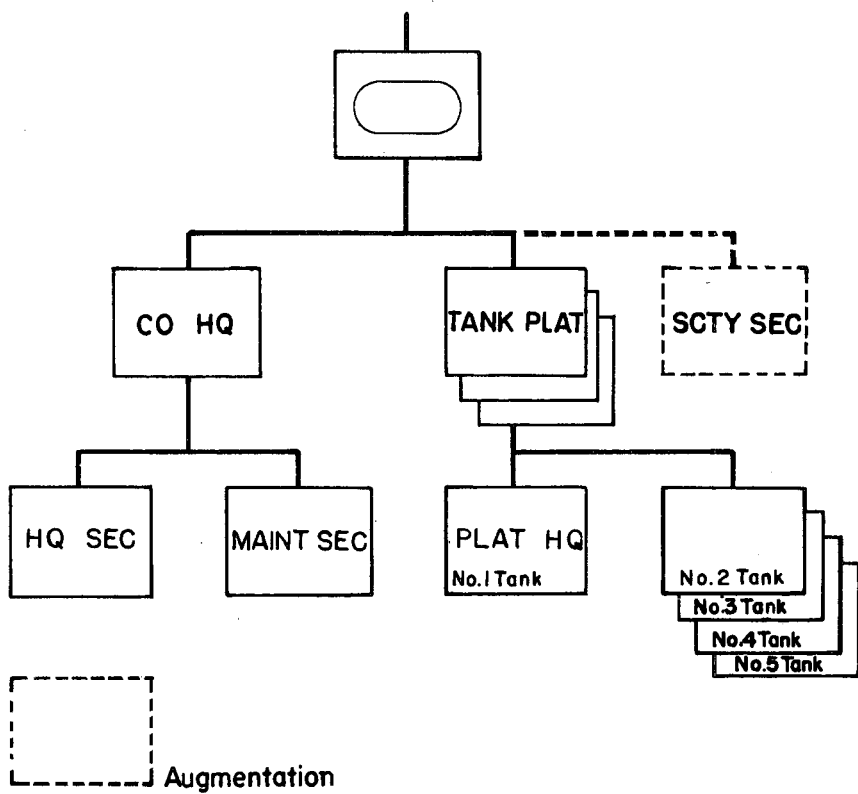 CO HQ
TANK PLAT
SCTY SEC
HQ SEC
MAINT SEC
PLAT HQ
No.1 Tank
No.2 Tank
No.3 Tank
No.4 Tank
No.5 Tank
Augmentation